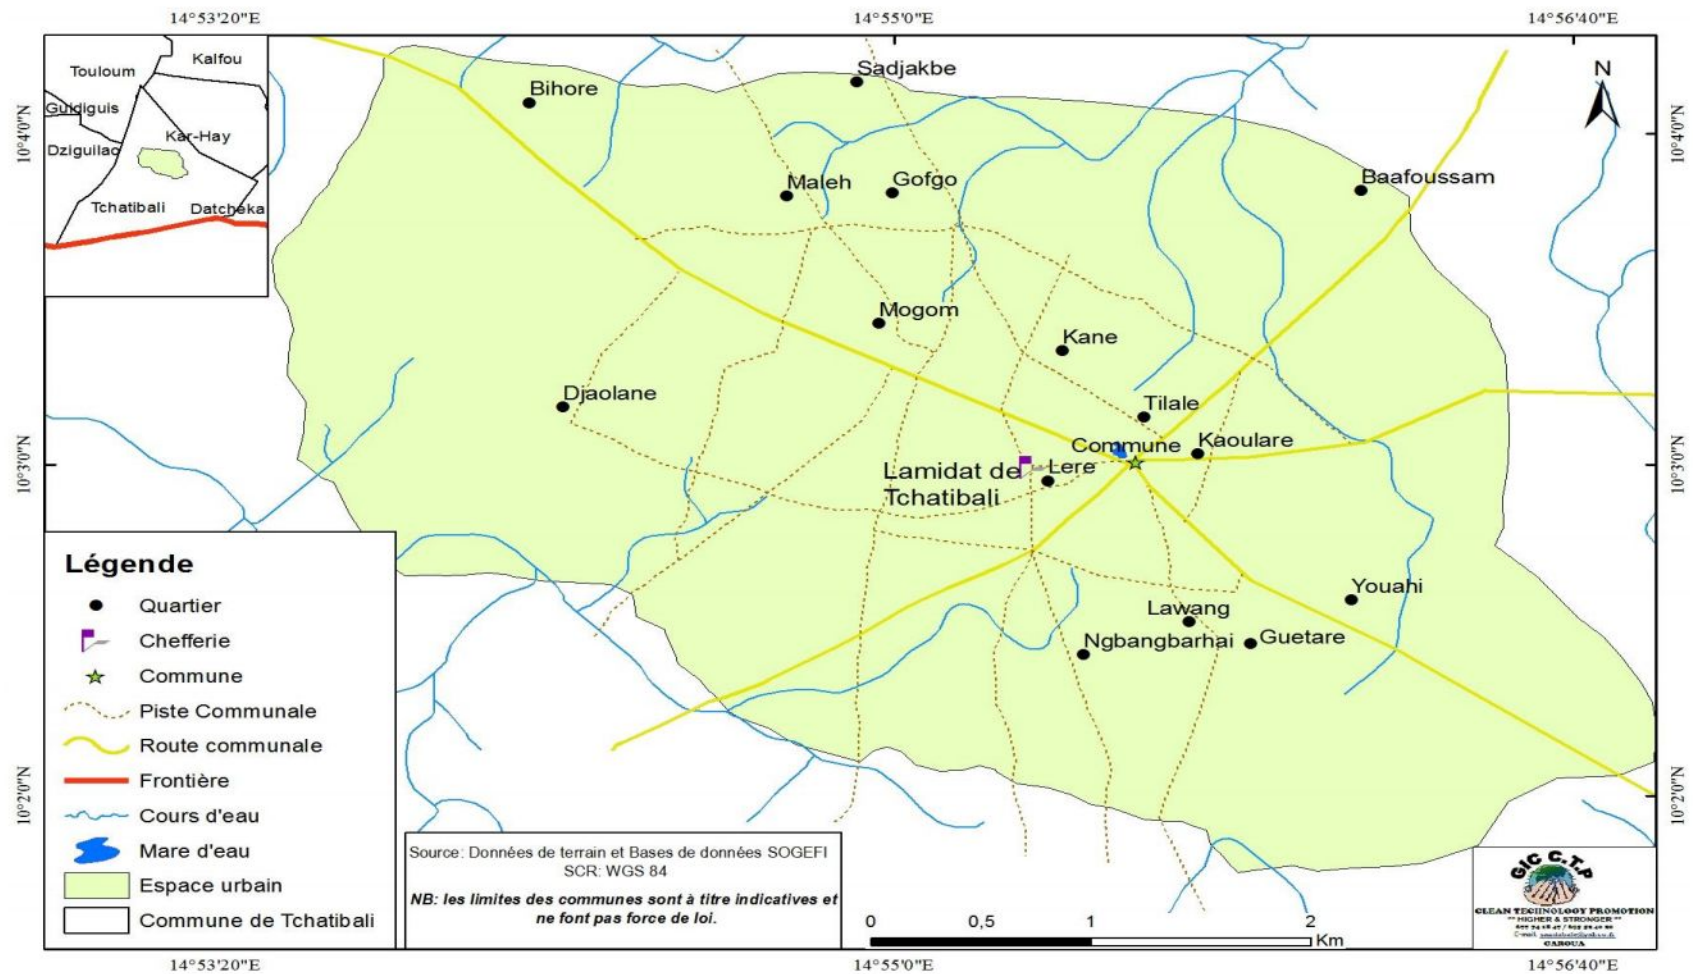 14°53'20"E
14°55'0"E
14°56'40"E
10°4'0"N
10°3'0"N
10°2'0"N
10°4'0"N
10°3'0"N
10°2'0"N
Kalfou
Touloum
Guidiguis
Kar-Hay
Dziguilao
Tchatibali
Datcheka
N
Sadjakbe
Bihore
Maleh
Gofgo
Baafoussam
Mogom
Kane
Djaolane
Tilale
Commune
Kaoulare
Lamidat de
Tchatibali
Lere
Youahi
Lawang
Ngbangbarhai
Guetare
Légende
Quartier
Chefferie
Commune
Piste Communale
Route communale
Frontière
Cours d'eau
Mare d'eau
Espace urbain
Commune de Tchatibali
Source: Données de terrain et Bases de données SOGEFI
SCR: WGS 84
NB: les limites des communes sont à titre indicatives et
ne font pas force de loi.
0 0,5 1 2
Km
GIC C.T.P
CLEAN TECHNOLOGY PROMOTION
** HIGHER & STRONGER **
GAROUA
14°53'20"E
14°55'0"E
14°56'40"E